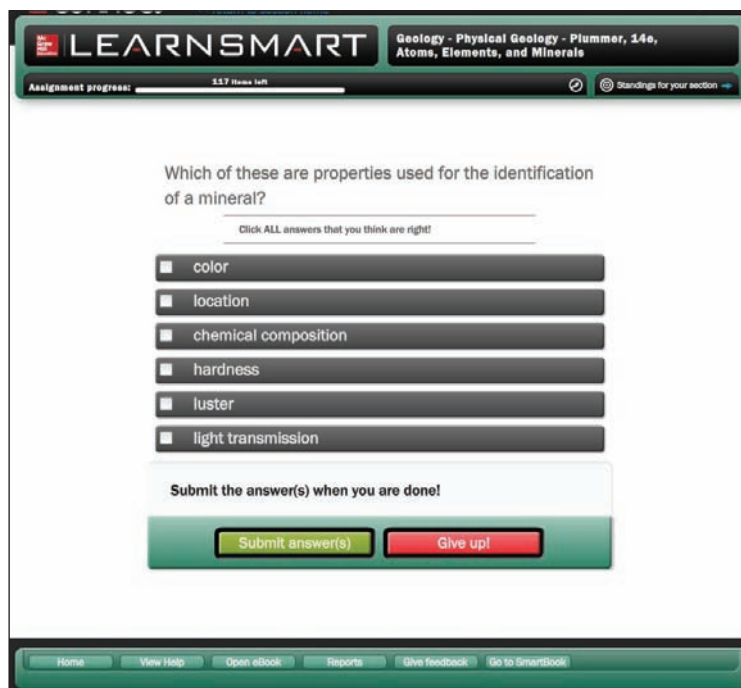 LEARNSMART
Geology - Physical Geology - Plummer, 14e,
Atoms, Elements, and Minerals
Assignment progress:
117 Items left
Standings for your section
Which of these are properties used for the identification
of a mineral?
Click ALL answers that you think are right!
color
location
chemical composition
hardness
luster
light transmission
Submit the answer(s) when you are done!
Submit answer(s)
Give up!
Home
View Help
Open eBook
Reports
Give feedback
Go to SmartBook